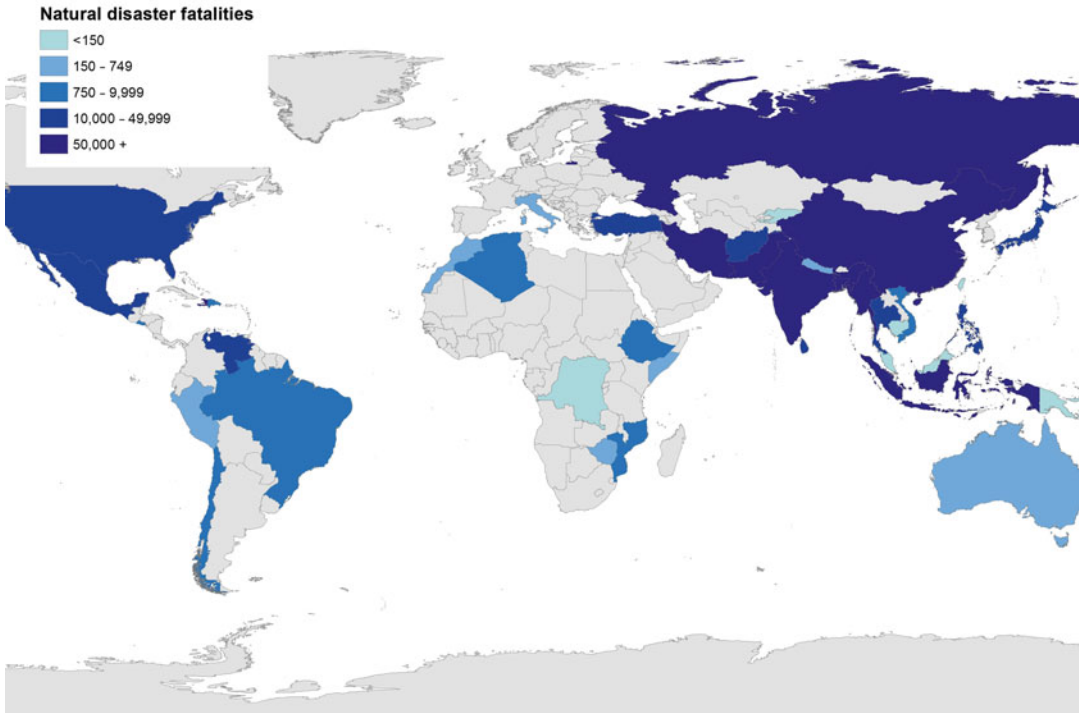 Natural disaster fatalities
<150
150 – 749
750 – 9,999
10,000 – 49,999
50,000 +